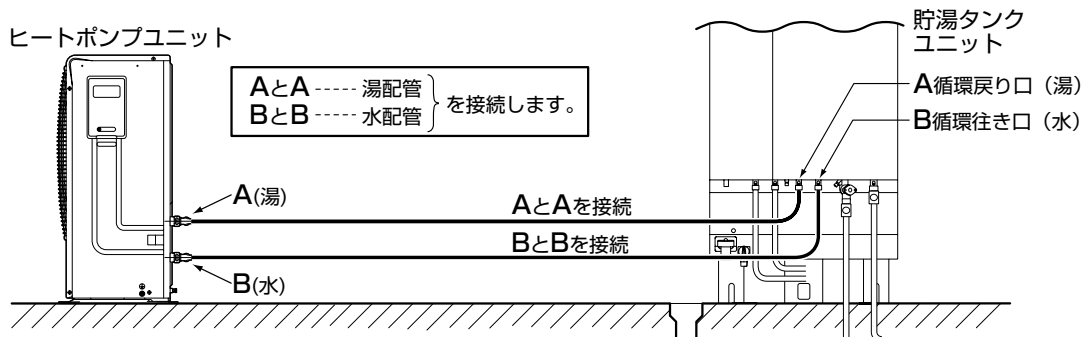 ヒートポンプユニット
貯湯タンク
ユニット
AとA ----- 湯配管
BとB ----- 水配管
を接続します。
A循環戻り口（湯）
B循環往き口（水）
A(湯)
AとAを接続
BとBを接続
B(水)